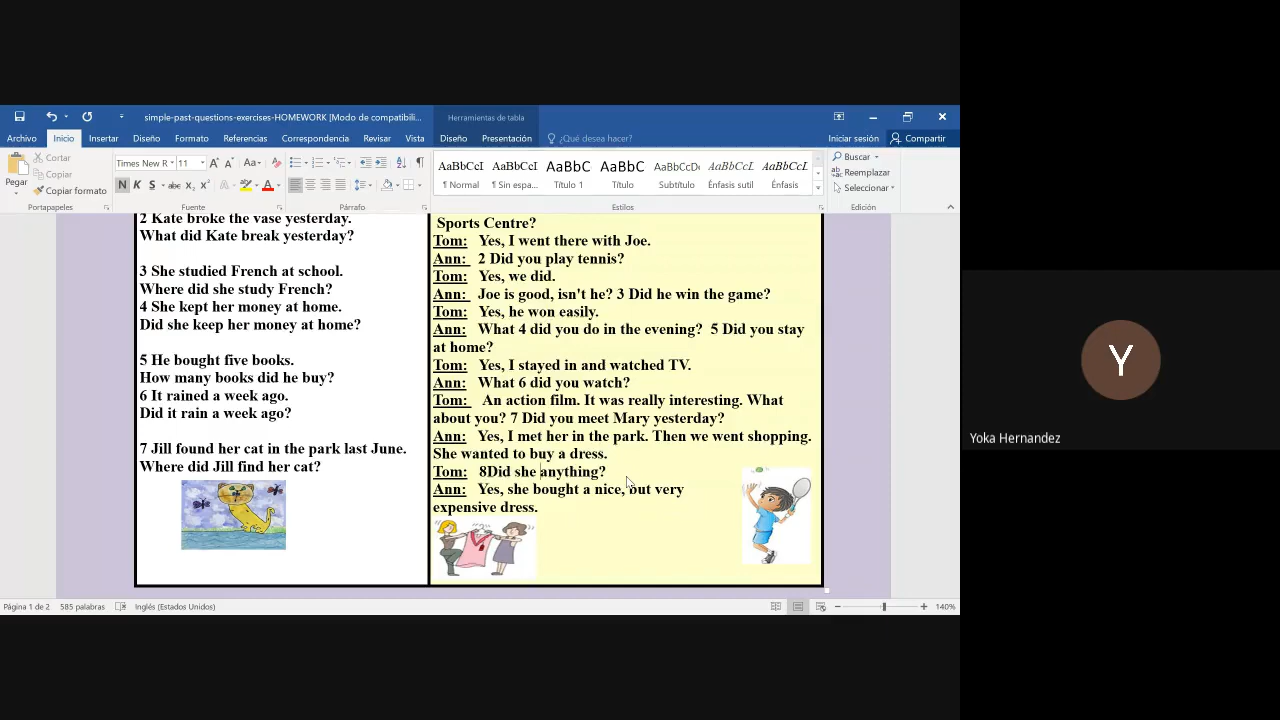 simple-past-questions-exercises-HOMEWORK [Modo de compatibili...
Herramientas de tabla
Archivo Inicio Insertar Diseño Formato Referencias Correspondencia Revisar Vista Diseño Presentación ¿Qué desea hacer? Iniciar sesión Compartir
Pegar
Cortar
Copiar
Copiar formato
Portapapeles
Times New R 11
N K S abc x₂ x²
Fuente
Párrafo
AaBbCcI AaBbCcI AaBbC AaBbC AaBbCcD AaBbCcL AaBbCcL
¶ Normal ¶ Sin espa... Título 1 Título Subtítulo Énfasis sutil Énfasis
Estilos
Buscar
Reemplazar
Seleccionar
Edición
2 Kate broke the vase yesterday.
What did Kate break yesterday?
3 She studied French at school.
Where did she study French?
4 She kept her money at home.
Did she keep her money at home?
5 He bought five books.
How many books did he buy?
6 It rained a week ago.
Did it rain a week ago?
7 Jill found her cat in the park last June.
Where did Jill find her cat?
Sports Centre?
Tom: Yes, I went there with Joe.
Ann: 2 Did you play tennis?
Tom: Yes, we did.
Ann: Joe is good, isn't he? 3 Did he win the game?
Tom: Yes, he won easily.
Ann: What 4 did you do in the evening? 5 Did you stay
at home?
Tom: Yes, I stayed in and watched TV.
Ann: What 6 did you watch?
Tom: An action film. It was really interesting. What
about you? 7 Did you meet Mary yesterday?
Ann: Yes, I met her in the park. Then we went shopping.
She wanted to buy a dress.
Tom: 8Did she anything?
Ann: Yes, she bought a nice, but very
expensive dress.
Página 1 de 2 585 palabras Inglés (Estados Unidos) 140%
Y
Yoka Hernandez